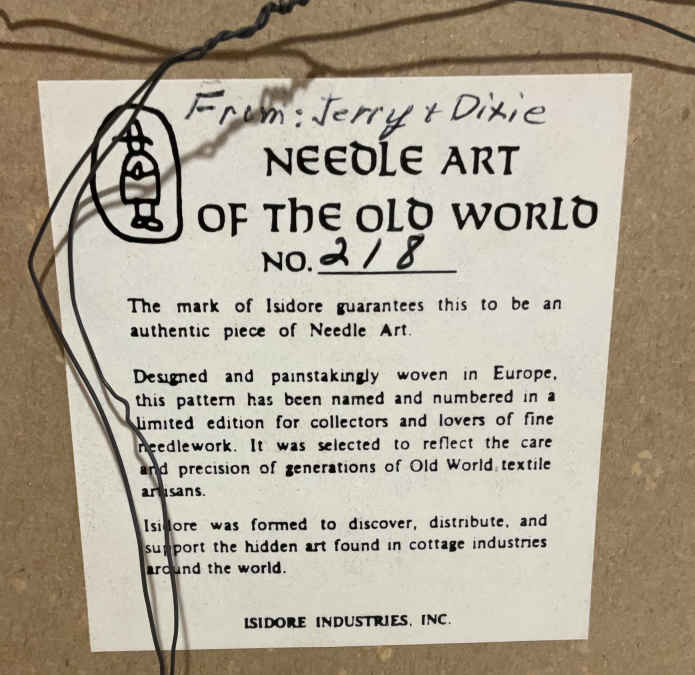 From: Jerry + Dixie
NEEDLE ART
OF THE OLD WORLD
NO. 218
The mark of Isidore guarantees this to be an
authentic piece of Needle Art.
Designed and painstakingly woven in Europe,
this pattern has been named and numbered in a
limited edition for collectors and lovers of fine
needlework. It was selected to reflect the care
and precision of generations of Old World textile
artisans.
Isidore was formed to discover, distribute, and
support the hidden art found in cottage industries
around the world.
ISIDORE INDUSTRIES, INC.